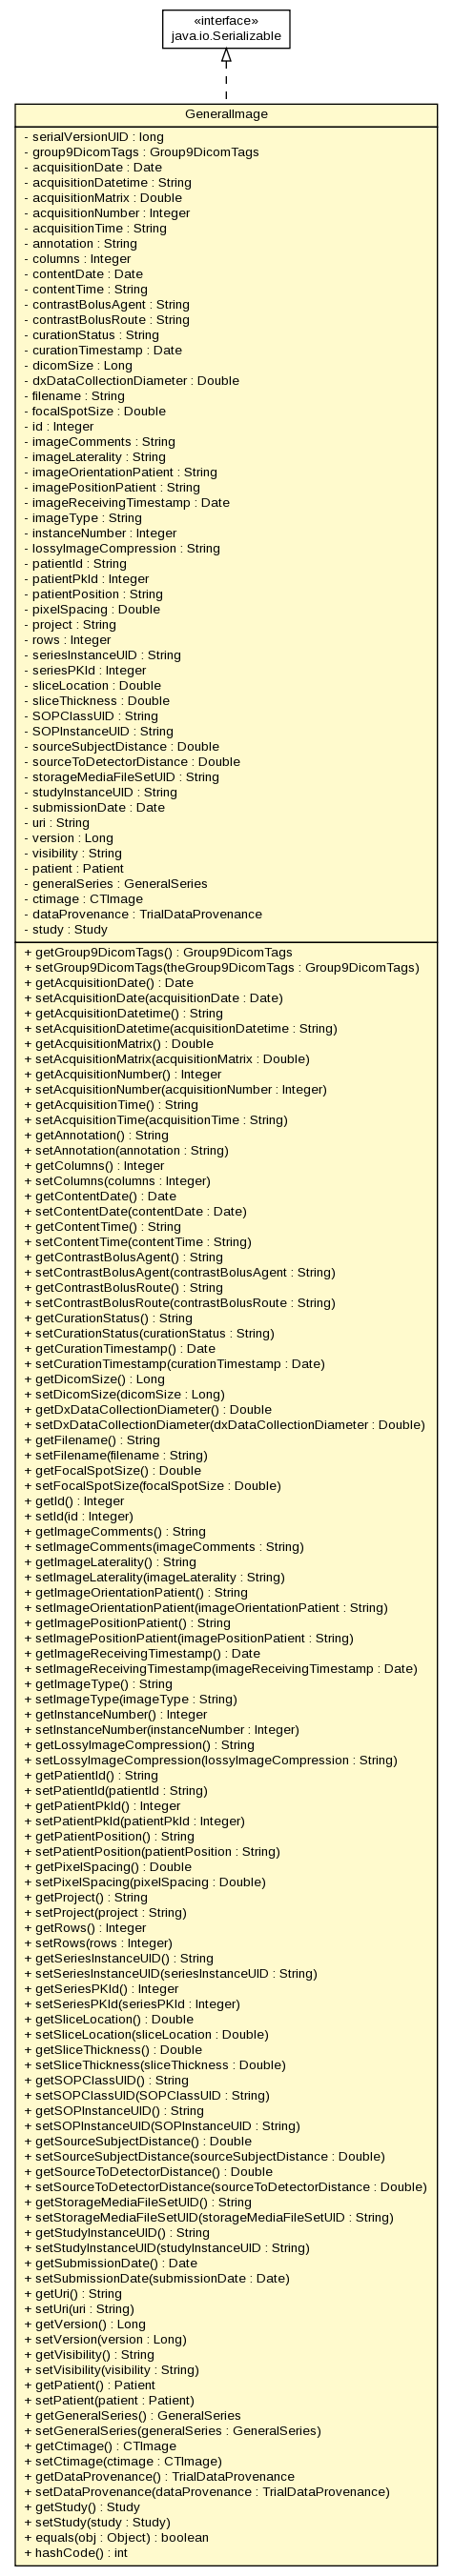 «interface»
java.io.Serializable
GeneralImage
- serialVersionUID : long
- group9DicomTags : Group9DicomTags
- acquisitionDate : Date
- acquisitionDatetime : String
- acquisitionMatrix : Double
- acquisitionNumber : Integer
- acquisitionTime : String
- annotation : String
- columns : Integer
- contentDate : Date
- contentTime : String
- contrastBolusAgent : String
- contrastBolusRoute : String
- curationStatus : String
- curationTimestamp : Date
- dicomSize : Long
- dxDataCollectionDiameter : Double
- filename : String
- focalSpotSize : Double
- id : Integer
- imageComments : String
- imageLaterality : String
- imageOrientationPatient : String
- imagePositionPatient : String
- imageReceivingTimestamp : Date
- imageType : String
- instanceNumber : Integer
- lossyImageCompression : String
- patientId : String
- patientPkId : Integer
- patientPosition : String
- pixelSpacing : Double
- project : String
- rows : Integer
- seriesInstanceUID : String
- seriesPKId : Integer
- sliceLocation : Double
- sliceThickness : Double
- SOPClassUID : String
- SOPInstanceUID : String
- sourceSubjectDistance : Double
- sourceToDetectorDistance : Double
- storageMediaFileSetUID : String
- studyInstanceUID : String
- submissionDate : Date
- uri : String
- version : Long
- visibility : String
- patient : Patient
- generalSeries : GeneralSeries
- ctimage : CTImage
- dataProvenance : TrialDataProvenance
- study : Study
+ getGroup9DicomTags() : Group9DicomTags
+ setGroup9DicomTags(theGroup9DicomTags : Group9DicomTags)
+ getAcquisitionDate() : Date
+ setAcquisitionDate(acquisitionDate : Date)
+ getAcquisitionDatetime() : String
+ setAcquisitionDatetime(acquisitionDatetime : String)
+ getAcquisitionMatrix() : Double
+ setAcquisitionMatrix(acquisitionMatrix : Double)
+ getAcquisitionNumber() : Integer
+ setAcquisitionNumber(acquisitionNumber : Integer)
+ getAcquisitionTime() : String
+ setAcquisitionTime(acquisitionTime : String)
+ getAnnotation() : String
+ setAnnotation(annotation : String)
+ getColumns() : Integer
+ setColumns(columns : Integer)
+ getContentDate() : Date
+ setContentDate(contentDate : Date)
+ getContentTime() : String
+ setContentTime(contentTime : String)
+ getContrastBolusAgent() : String
+ setContrastBolusAgent(contrastBolusAgent : String)
+ getContrastBolusRoute() : String
+ setContrastBolusRoute(contrastBolusRoute : String)
+ getCurationStatus() : String
+ setCurationStatus(curationStatus : String)
+ getCurationTimestamp() : Date
+ setCurationTimestamp(curationTimestamp : Date)
+ getDicomSize() : Long
+ setDicomSize(dicomSize : Long)
+ getDxDataCollectionDiameter() : Double
+ setDxDataCollectionDiameter(dxDataCollectionDiameter : Double)
+ getFilename() : String
+ setFilename(filename : String)
+ getFocalSpotSize() : Double
+ setFocalSpotSize(focalSpotSize : Double)
+ getId() : Integer
+ setId(id : Integer)
+ getImageComments() : String
+ setImageComments(imageComments : String)
+ getImageLaterality() : String
+ setImageLaterality(imageLaterality : String)
+ getImageOrientationPatient() : String
+ setImageOrientationPatient(imageOrientationPatient : String)
+ getImagePositionPatient() : String
+ setImagePositionPatient(imagePositionPatient : String)
+ getImageReceivingTimestamp() : Date
+ setImageReceivingTimestamp(imageReceivingTimestamp : Date)
+ getImageType() : String
+ setImageType(imageType : String)
+ getInstanceNumber() : Integer
+ setInstanceNumber(instanceNumber : Integer)
+ getLossyImageCompression() : String
+ setLossyImageCompression(lossyImageCompression : String)
+ getPatientId() : String
+ setPatientId(patientId : String)
+ getPatientPkId() : Integer
+ setPatientPkId(patientPkId : Integer)
+ getPatientPosition() : String
+ setPatientPosition(patientPosition : String)
+ getPixelSpacing() : Double
+ setPixelSpacing(pixelSpacing : Double)
+ getProject() : String
+ setProject(project : String)
+ getRows() : Integer
+ setRows(rows : Integer)
+ getSeriesInstanceUID() : String
+ setSeriesInstanceUID(seriesInstanceUID : String)
+ getSeriesPKId() : Integer
+ setSeriesPKId(seriesPKId : Integer)
+ getSliceLocation() : Double
+ setSliceLocation(sliceLocation : Double)
+ getSliceThickness() : Double
+ setSliceThickness(sliceThickness : Double)
+ getSOPClassUID() : String
+ setSOPClassUID(SOPClassUID : String)
+ getSOPInstanceUID() : String
+ setSOPInstanceUID(SOPInstanceUID : String)
+ getSourceSubjectDistance() : Double
+ setSourceSubjectDistance(sourceSubjectDistance : Double)
+ getSourceToDetectorDistance() : Double
+ setSourceToDetectorDistance(sourceToDetectorDistance : Double)
+ getStorageMediaFileSetUID() : String
+ setStorageMediaFileSetUID(storageMediaFileSetUID : String)
+ getStudyInstanceUID() : String
+ setStudyInstanceUID(studyInstanceUID : String)
+ getSubmissionDate() : Date
+ setSubmissionDate(submissionDate : Date)
+ getUri() : String
+ setUri(uri : String)
+ getVersion() : Long
+ setVersion(version : Long)
+ getVisibility() : String
+ setVisibility(visibility : String)
+ getPatient() : Patient
+ setPatient(patient : Patient)
+ getGeneralSeries() : GeneralSeries
+ setGeneralSeries(generalSeries : GeneralSeries)
+ getCtimage() : CTImage
+ setCtimage(ctimage : CTImage)
+ getDataProvenance() : TrialDataProvenance
+ setDataProvenance(dataProvenance : TrialDataProvenance)
+ getStudy() : Study
+ setStudy(study : Study)
+ equals(obj : Object) : boolean
+ hashCode() : int